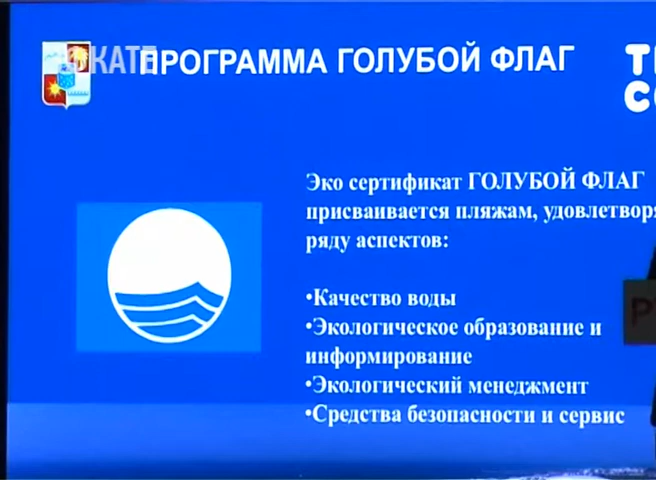 КАТЕ
ПРОГРАММА ГОЛУБОЙ ФЛАГ
Эко сертификат ГОЛУБОЙ ФЛАГ
присваивается пляжам,
ряду аспектов:
•Качество воды
•Экологическое образование и
информирование
•Экологический менеджмент
•Средства безопасности и сервис